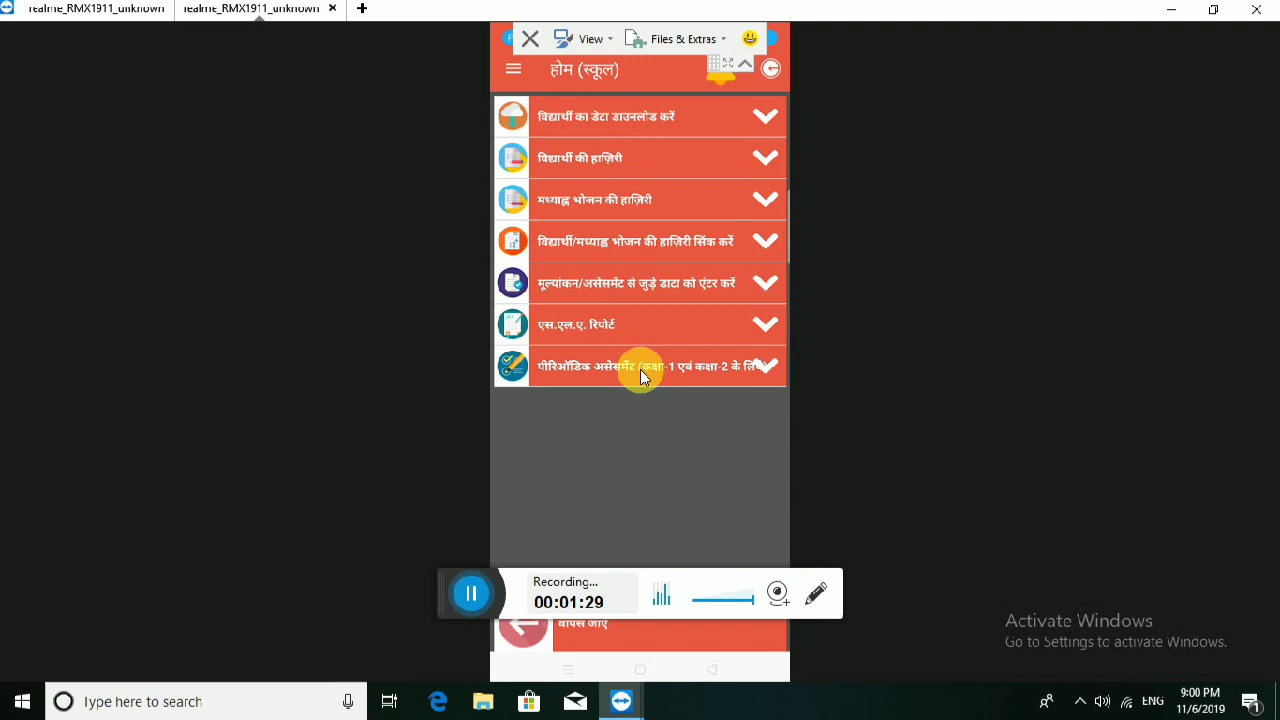 realme_RMX1911_unknown
realme_RMX1911_unknown
View
Files & Extras
होम (स्कूल)
विद्यार्थी का डेटा डाउनलोड करें
विद्यार्थी की हाज़िरी
मध्याह्न भोजन की हाज़िरी
विद्यार्थी/मध्याह्न भोजन की हाज़िरी सिंक करें
मूल्यांकन/असेसमेंट से जुड़े डाटा को एंटर करें
एस.एल.ए. रिपोर्ट
पीरिऑडिक असेसमेंट (कक्षा-1 एवं कक्षा-2 के
Recording...
00:01:29
वापस जाएँ
Activate Windows
Go to Settings to activate Windows.
Type here to search
ENG
9:00 PM
11/6/2019
1